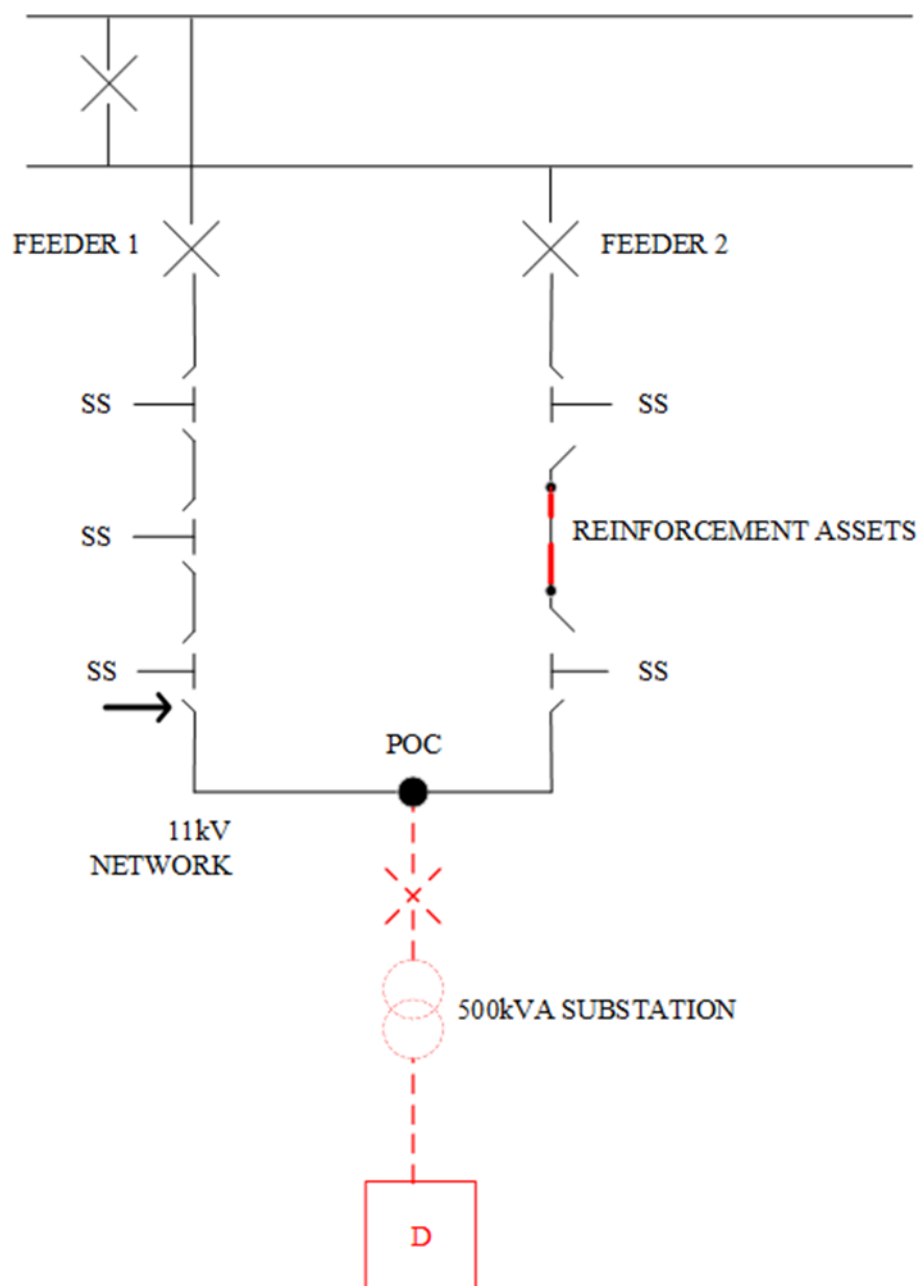 FEEDER 1
FEEDER 2
SS
SS
SS
REINFORCEMENT ASSETS
SS
SS
POC
11kV
NETWORK
500kVA SUBSTATION
D